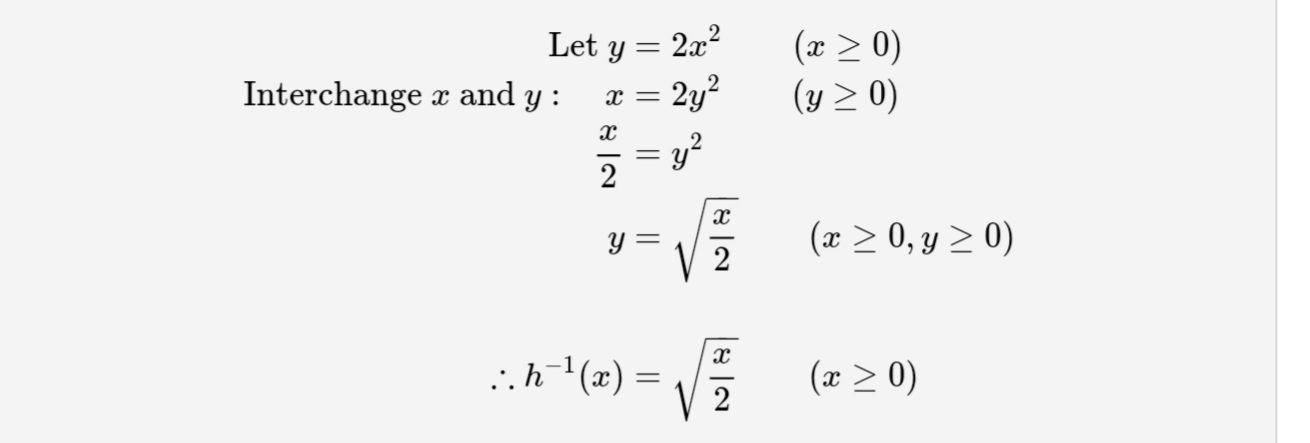 Let y = 2x² (x ≥ 0)
Interchange x and y : x = 2y² (y ≥ 0)
x/2 = y²
y = √(x/2) (x ≥ 0, y ≥ 0)
∴ h⁻¹(x) = √(x/2) (x ≥ 0)